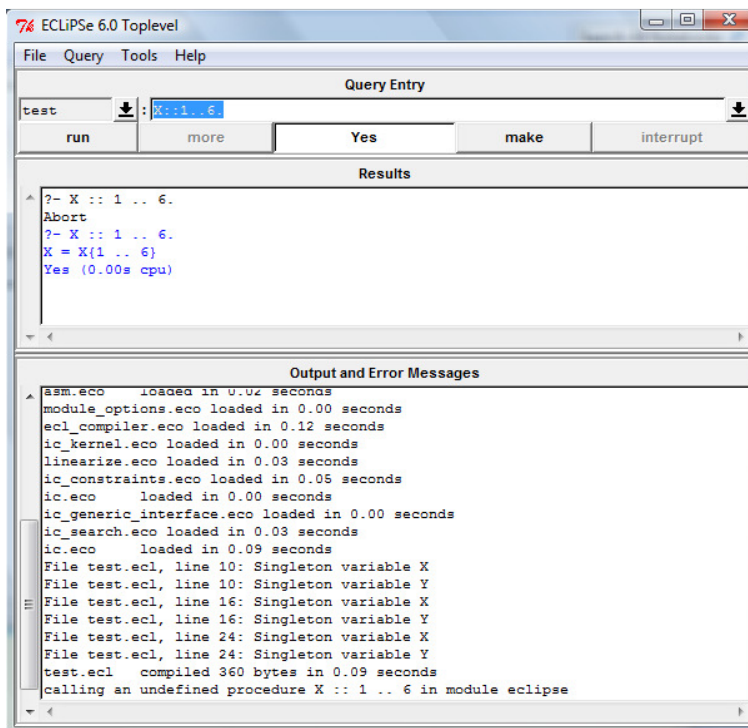 ECLiPSe 6.0 Toplevel
File Query Tools Help
Query Entry
test : X::1..6.
run more Yes make interrupt
Results
?- X :: 1 .. 6.
Abort
?- X :: 1 .. 6.
X = X{1 .. 6}
Yes (0.00s cpu)
Output and Error Messages
asm.eco loaded in 0.02 seconds
module_options.eco loaded in 0.00 seconds
ecl_compiler.eco loaded in 0.12 seconds
ic_kernel.eco loaded in 0.00 seconds
linearize.eco loaded in 0.03 seconds
ic_constraints.eco loaded in 0.05 seconds
ic.eco loaded in 0.00 seconds
ic_generic_interface.eco loaded in 0.00 seconds
ic_search.eco loaded in 0.03 seconds
ic.eco loaded in 0.09 seconds
File test.ecl, line 10: Singleton variable X
File test.ecl, line 10: Singleton variable Y
File test.ecl, line 16: Singleton variable X
File test.ecl, line 16: Singleton variable Y
File test.ecl, line 24: Singleton variable X
File test.ecl, line 24: Singleton variable Y
test.ecl compiled 360 bytes in 0.09 seconds
calling an undefined procedure X :: 1 .. 6 in module eclipse